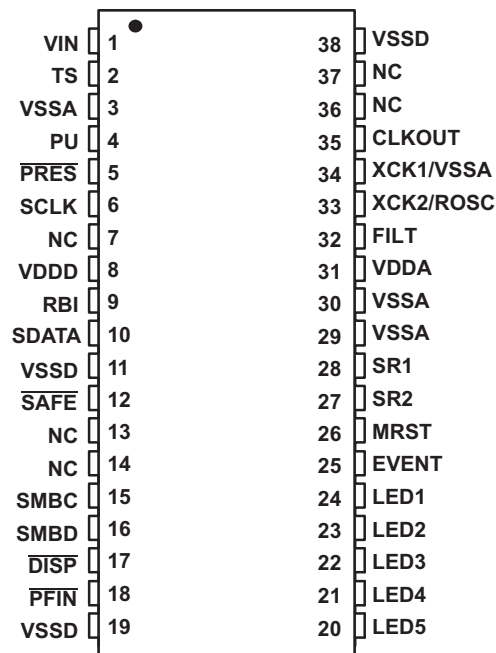 VIN 1 38 VSSD
TS 2 37 NC
VSSA 3 36 NC
PU 4 35 CLKOUT
PRES 5 34 XCK1/VSSA
SCLK 6 33 XCK2/ROSC
NC 7 32 FILT
VDDD 8 31 VDDA
RBI 9 30 VSSA
SDATA 10 29 VSSA
VSSD 11 28 SR1
SAFE 12 27 SR2
NC 13 26 MRST
NC 14 25 EVENT
SMBC 15 24 LED1
SMBD 16 23 LED2
DISP 17 22 LED3
PFIN 18 21 LED4
VSSD 19 20 LED5